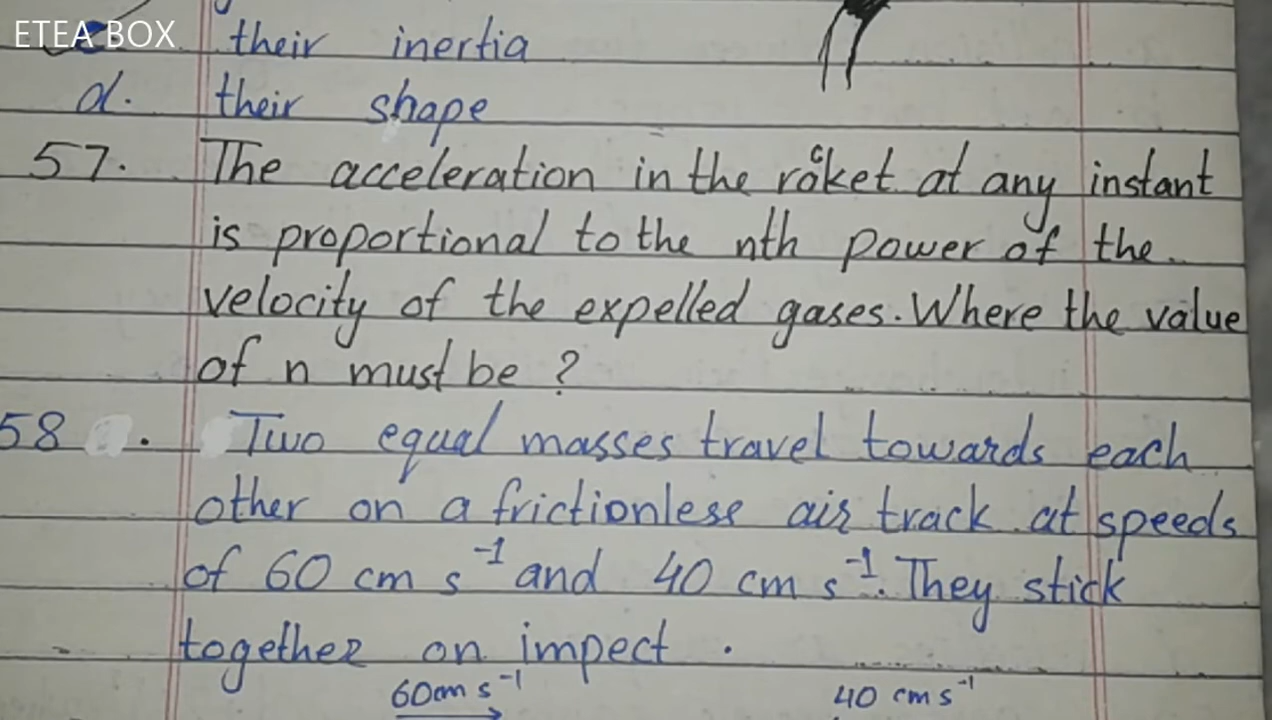 ETEA BOX
their inertia
d. their shape
57. The acceleration in the rocket at any instant
is proportional to the nth power of the
velocity of the expelled gases. Where the value
of n must be ?
58 . Two equal masses travel towards each
other on a frictionless air track at speeds
of 60 cm s⁻¹ and 40 cm s⁻¹. They stick
together on impect .
60cm s⁻¹ 40 cm s⁻¹